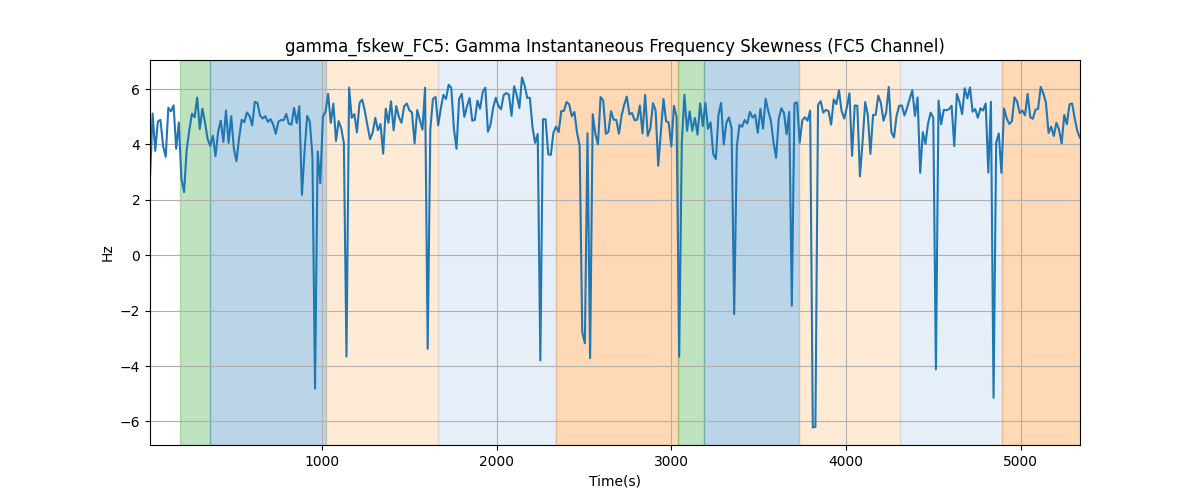 gamma_fskew_FC5: Gamma Instantaneous Frequency Skewness (FC5 Channel)
6
4
2
0
−2
−4
−6
Hz
1000 2000 3000 4000 5000
Time(s)